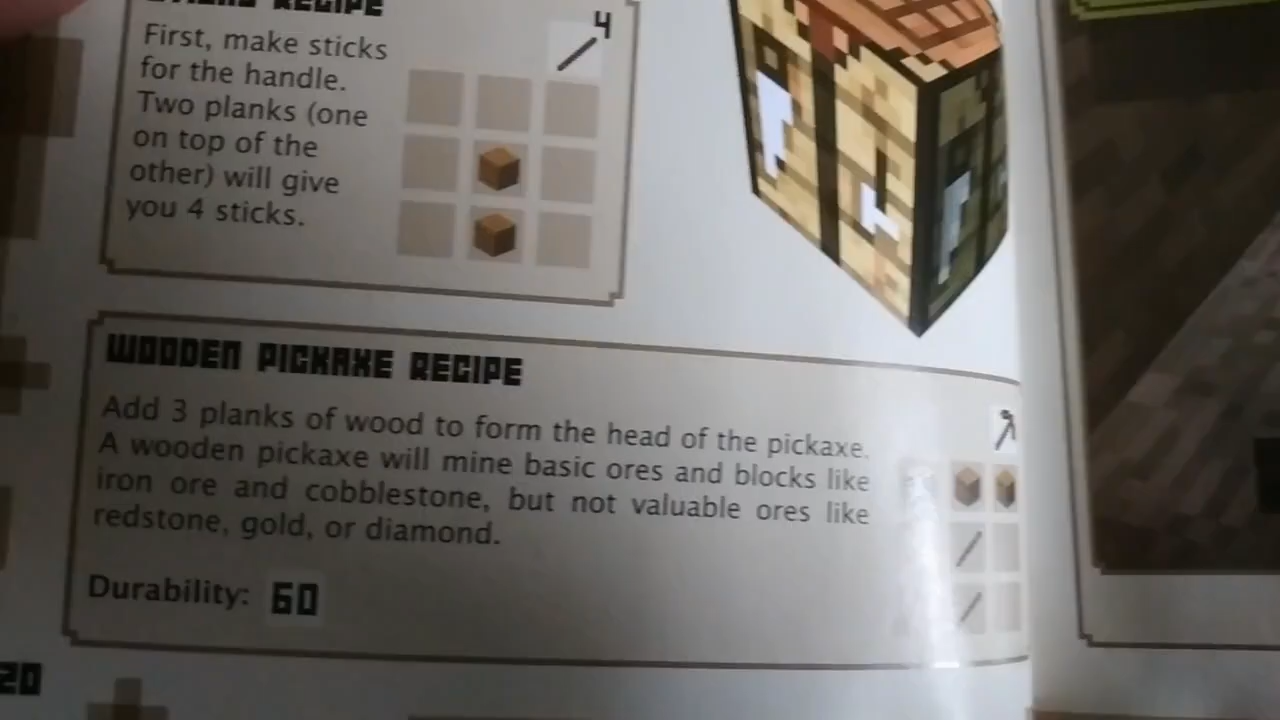 STICKS RECIPE
4
First, make sticks
for the handle.
Two planks (one
on top of the
other) will give
you 4 sticks.
WOODEN PICKAXE RECIPE
Add 3 planks of wood to form the head of the pickaxe.
A wooden pickaxe will mine basic ores and blocks like
iron ore and cobblestone, but not valuable ores like
redstone, gold, or diamond.
Durability: 60
20